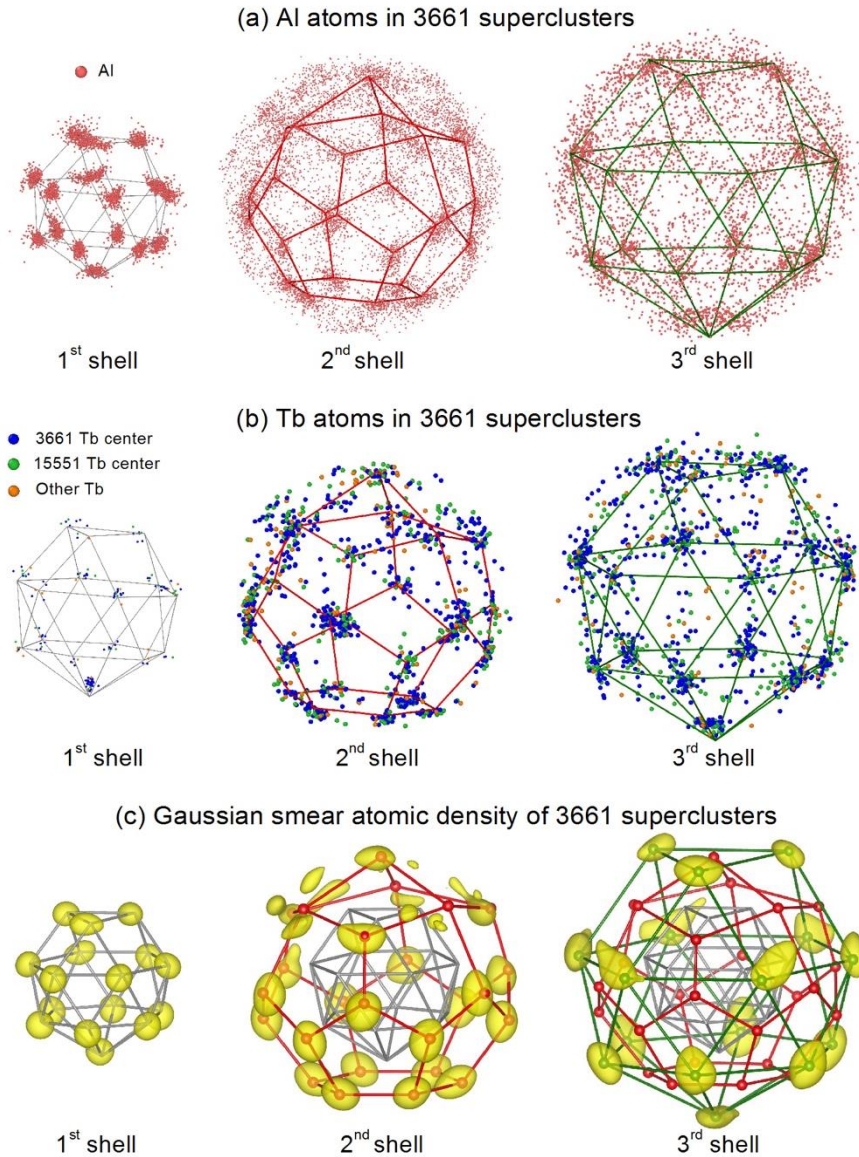 (a) Al atoms in 3661 superclusters
Al
1st shell
2nd shell
3rd shell
(b) Tb atoms in 3661 superclusters
3661 Tb center
15551 Tb center
Other Tb
1st shell
2nd shell
3rd shell
(c) Gaussian smear atomic density of 3661 superclusters
1st shell
2nd shell
3rd shell